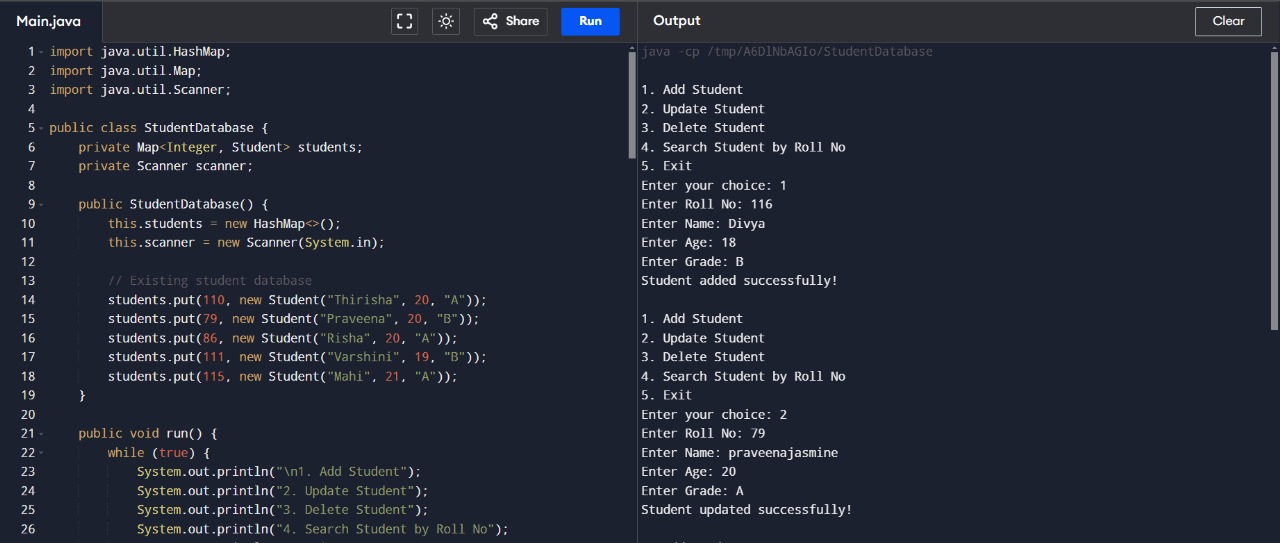 Main.java
Share
Run
Output
Clear
1 import java.util.HashMap;
2 import java.util.Map;
3 import java.util.Scanner;
4
5 public class StudentDatabase {
6 private Map<Integer, Student> students;
7 private Scanner scanner;
8
9 public StudentDatabase() {
10 this.students = new HashMap<>();
11 this.scanner = new Scanner(System.in);
12
13 // Existing student database
14 students.put(110, new Student("Thirisha", 20, "A"));
15 students.put(79, new Student("Praveena", 20, "B"));
16 students.put(86, new Student("Risha", 20, "A"));
17 students.put(111, new Student("Varshini", 19, "B"));
18 students.put(115, new Student("Mahi", 21, "A"));
19 }
20
21 public void run() {
22 while (true) {
23 System.out.println("\n1. Add Student");
24 System.out.println("2. Update Student");
25 System.out.println("3. Delete Student");
26 System.out.println("4. Search Student by Roll No");
java -cp /tmp/A6DlNbAGIo/StudentDatabase
1. Add Student
2. Update Student
3. Delete Student
4. Search Student by Roll No
5. Exit
Enter your choice: 1
Enter Roll No: 116
Enter Name: Divya
Enter Age: 18
Enter Grade: B
Student added successfully!
1. Add Student
2. Update Student
3. Delete Student
4. Search Student by Roll No
5. Exit
Enter your choice: 2
Enter Roll No: 79
Enter Name: praveenajasmine
Enter Age: 20
Enter Grade: A
Student updated successfully!